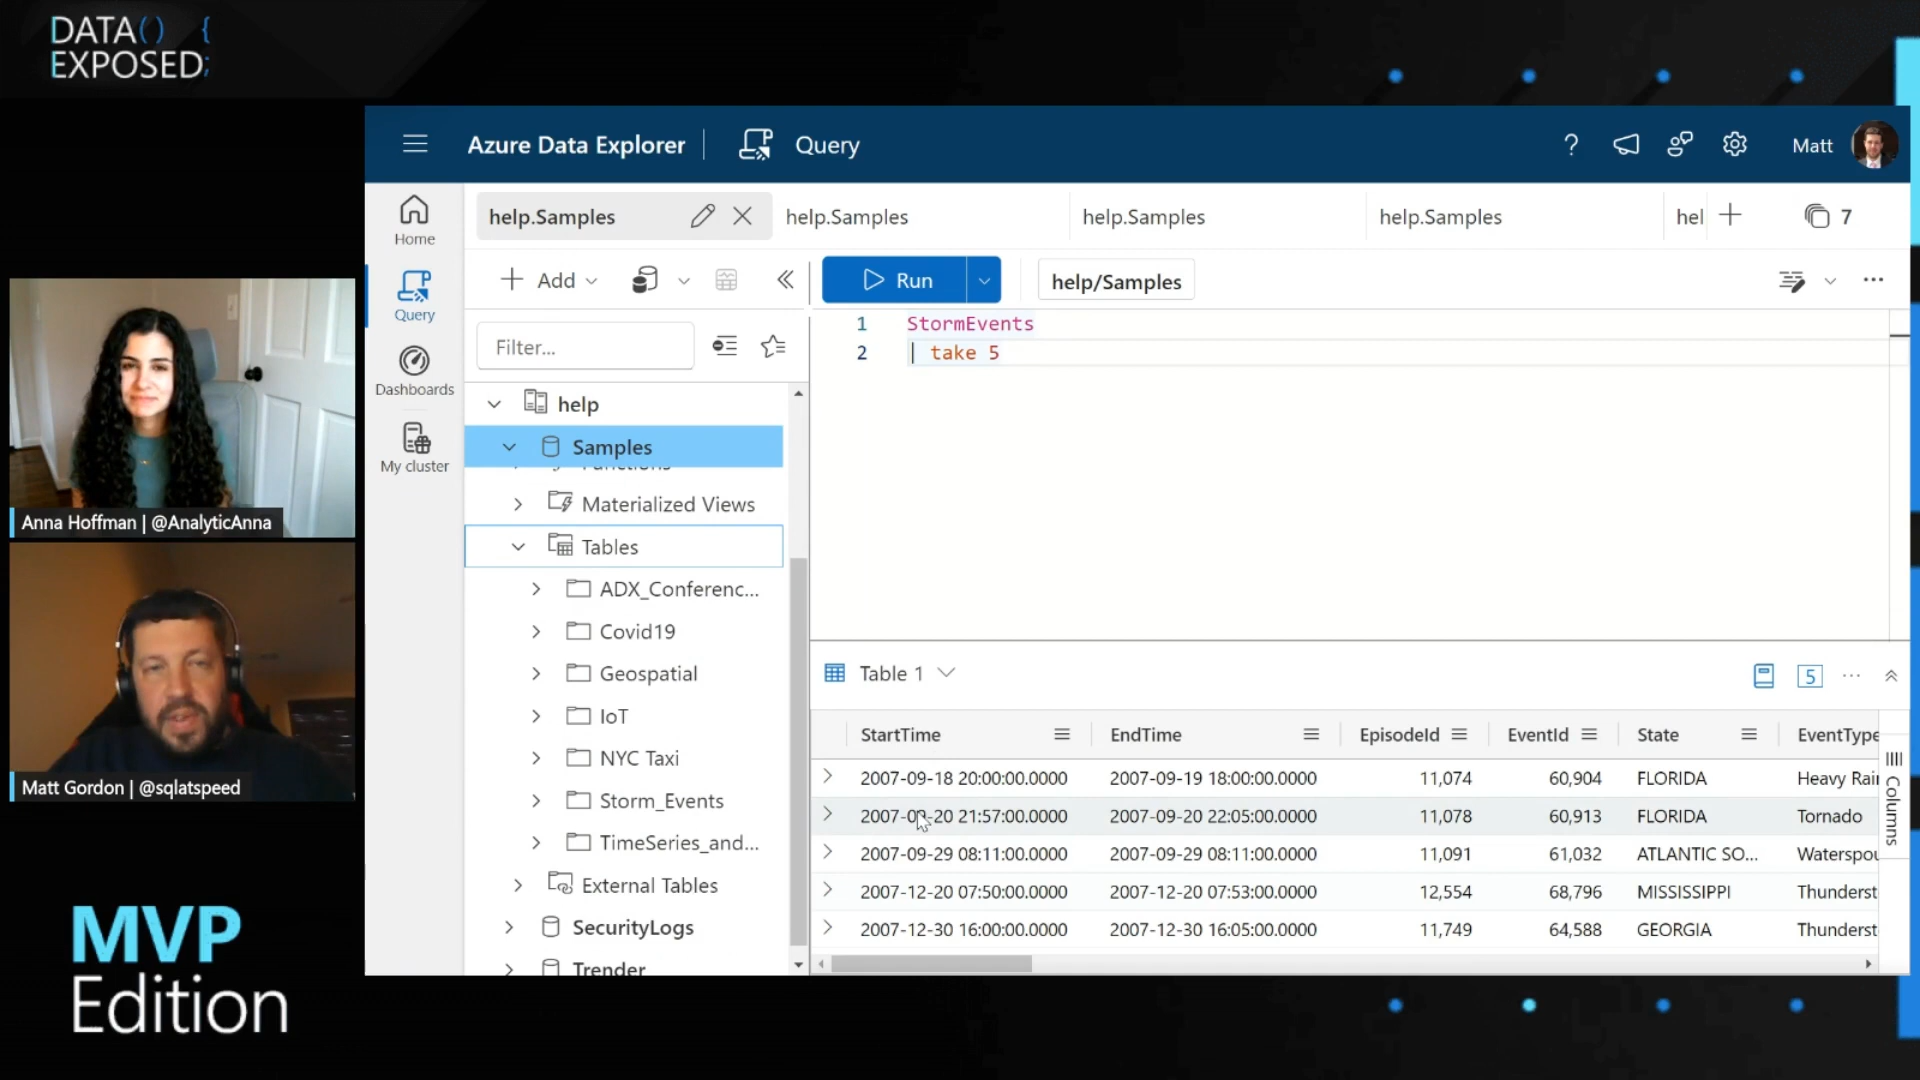 DATA() {
EXPOSED;
Azure Data Explorer
Query
Matt
Home
Query
Dashboards
My cluster
help.Samples
help.Samples
help.Samples
help.Samples
hel
7
Add
Run
help/Samples
Filter...
1 StormEvents
2 | take 5
help
Samples
Functions
Materialized Views
Tables
ADX_Conferenc...
Covid19
Geospatial
IoT
NYC Taxi
Storm_Events
TimeSeries_and...
External Tables
SecurityLogs
Trender
Table 1
5
StartTime EndTime EpisodeId EventId State EventType
2007-09-18 20:00:00.0000 2007-09-19 18:00:00.0000 11,074 60,904 FLORIDA Heavy Rai
2007-09-20 21:57:00.0000 2007-09-20 22:05:00.0000 11,078 60,913 FLORIDA Tornado
2007-09-29 08:11:00.0000 2007-09-29 08:11:00.0000 11,091 61,032 ATLANTIC SO... Waterspou
2007-12-20 07:50:00.0000 2007-12-20 07:53:00.0000 12,554 68,796 MISSISSIPPI Thunderst
2007-12-30 16:00:00.0000 2007-12-30 16:05:00.0000 11,749 64,588 GEORGIA Thunderst
Columns
Anna Hoffman | @AnalyticAnna
Matt Gordon | @sqlatspeed
MVP
Edition